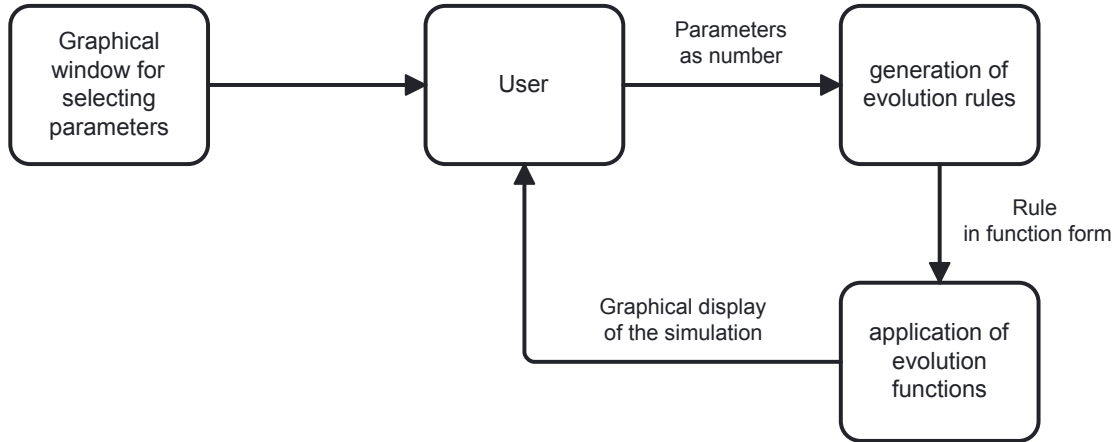 Graphical
window for
selecting
parameters
User
Parameters
as number
generation of
evolution rules
Rule
in function form
Graphical display
of the simulation
application of
evolution
functions